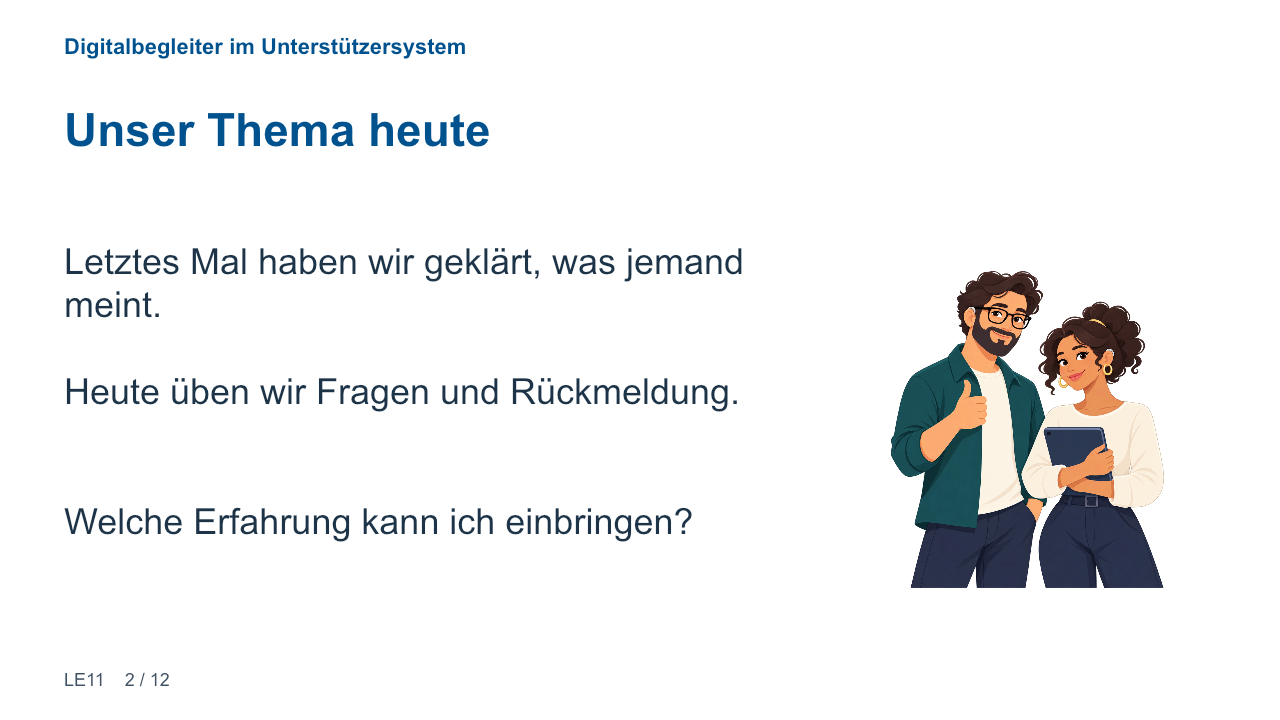 Digitalbegleiter im Unterstützersystem
Unser Thema heute
Letztes Mal haben wir geklärt, was jemand
meint.
Heute üben wir Fragen und Rückmeldung.
Welche Erfahrung kann ich einbringen?
LE11 2 / 12